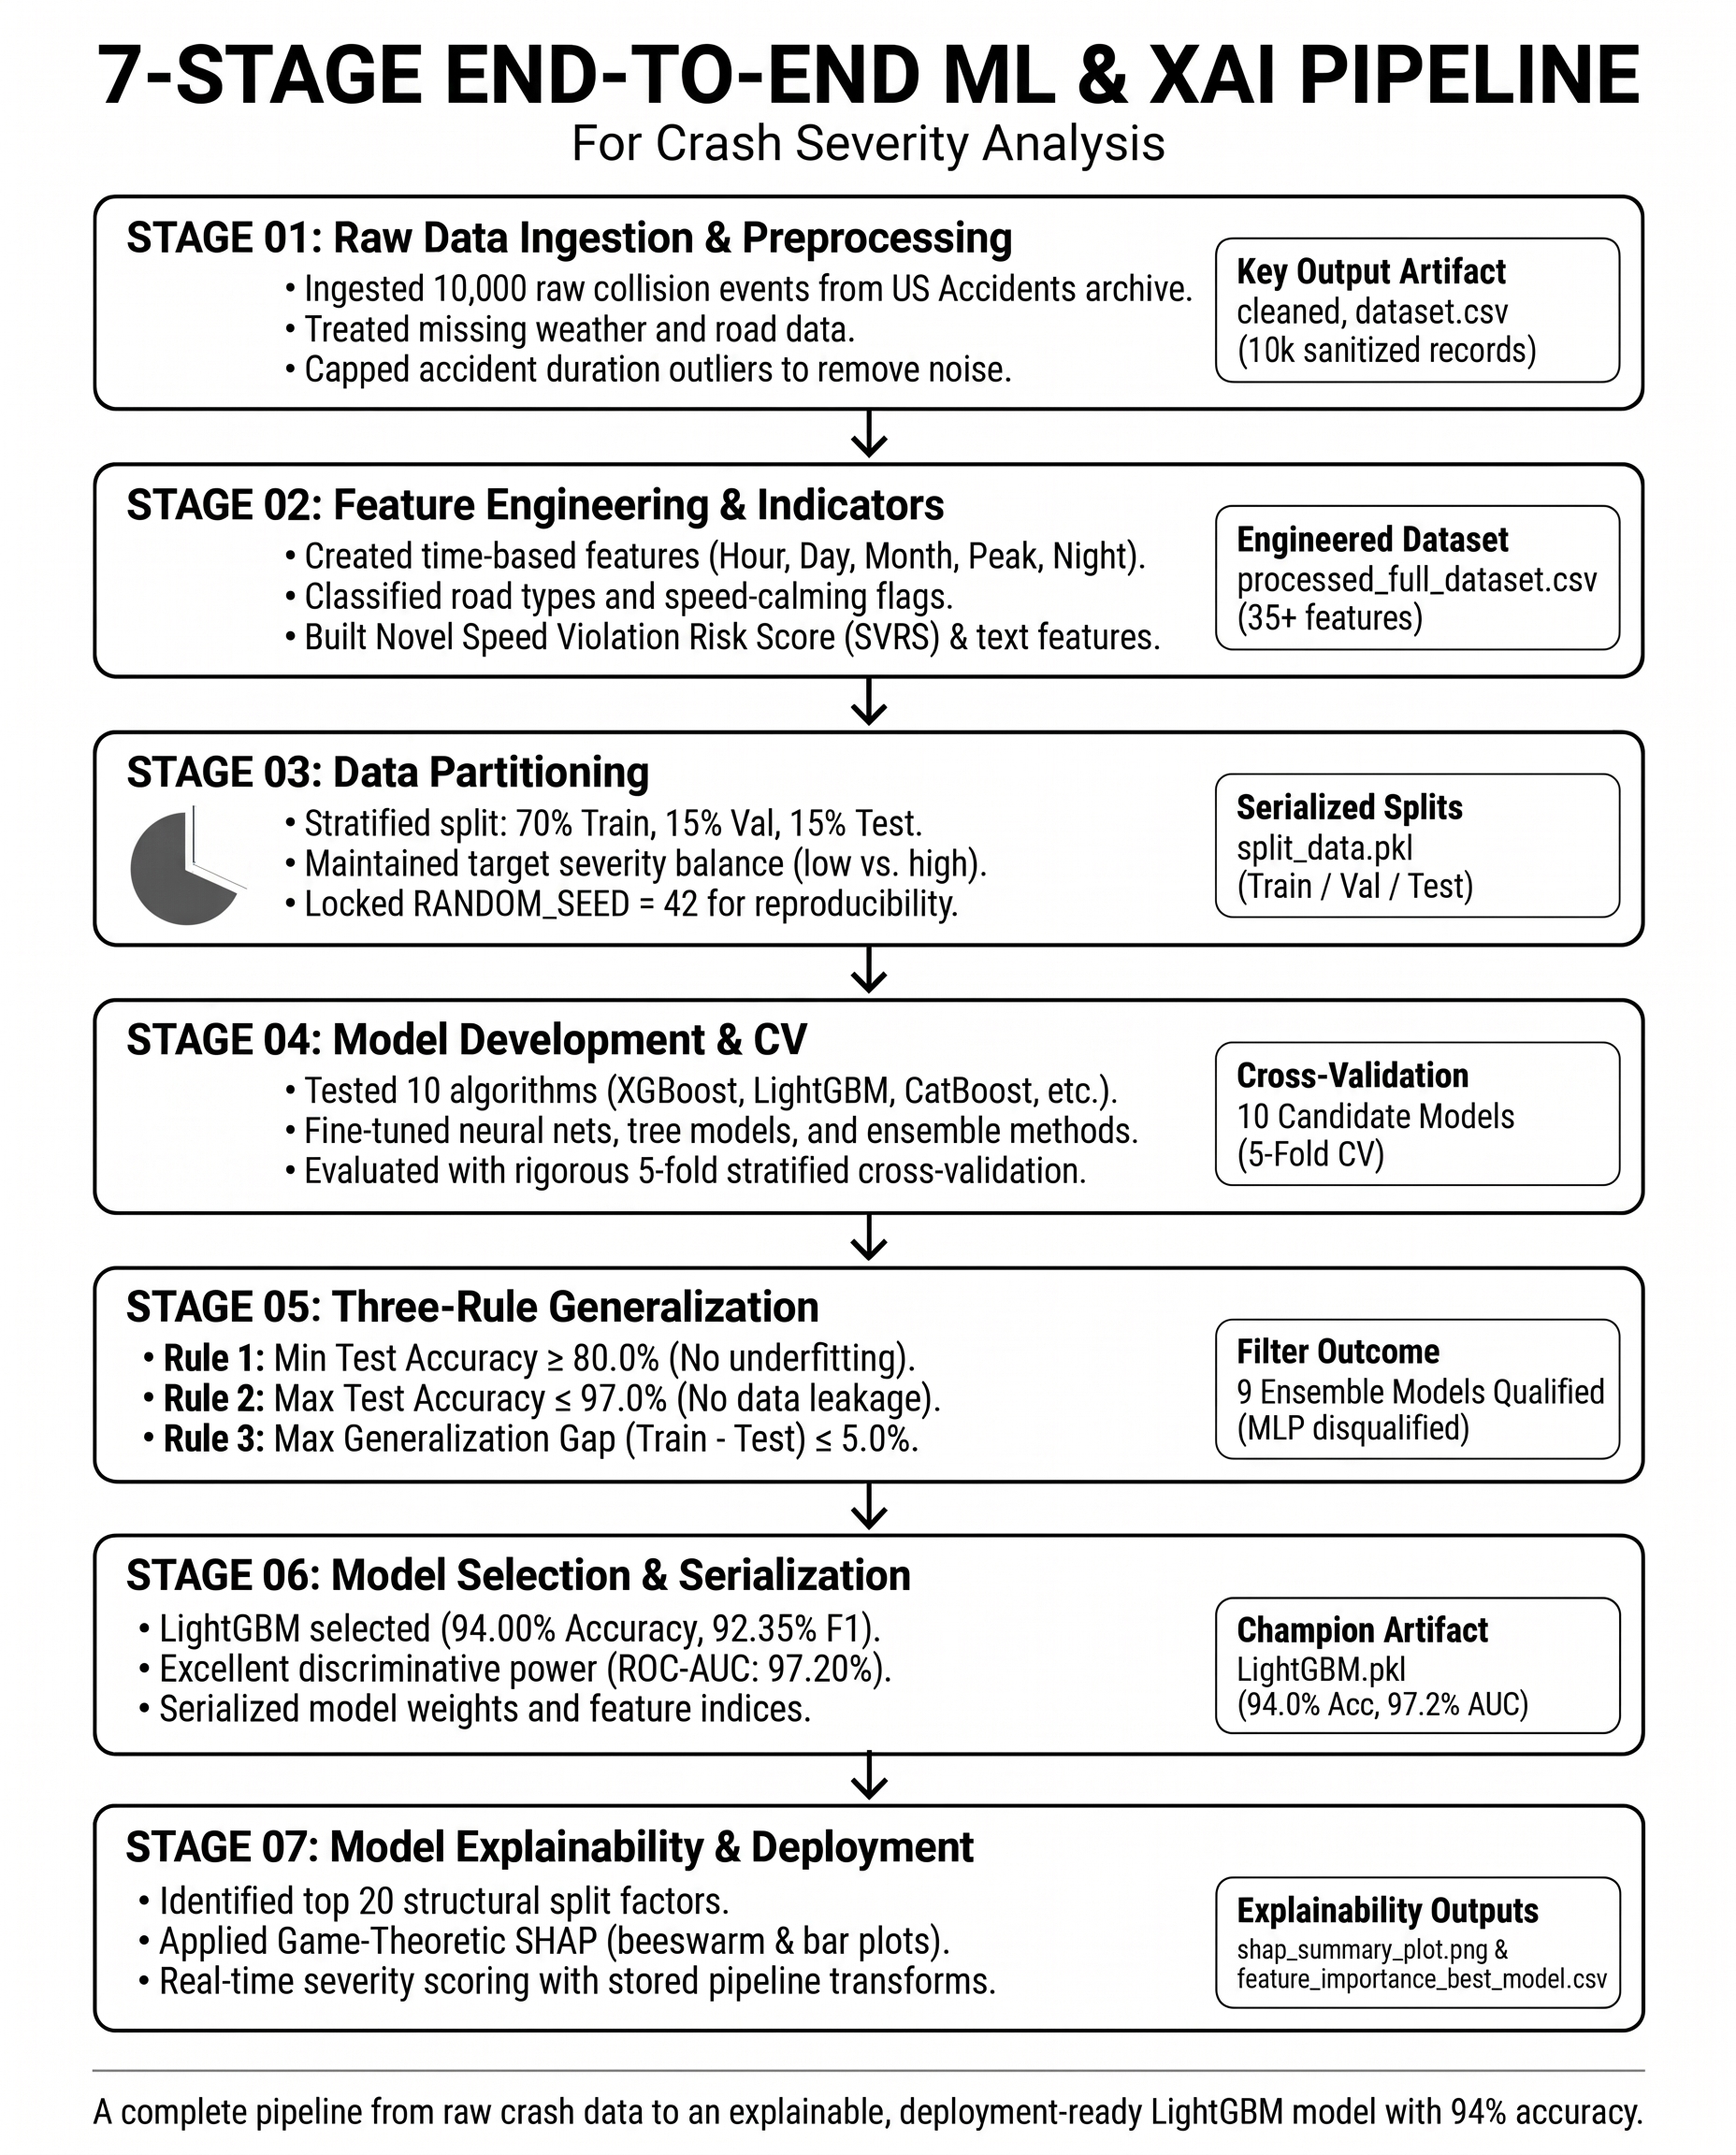 7-STAGE END-TO-END ML & XAI PIPELINE
For Crash Severity Analysis
STAGE 01: Raw Data Ingestion & Preprocessing
• Ingested 10,000 raw collision events from US Accidents archive.
• Treated missing weather and road data.
• Capped accident duration outliers to remove noise.
Key Output Artifact
cleaned, dataset.csv
(10k sanitized records)
STAGE 02: Feature Engineering & Indicators
• Created time-based features (Hour, Day, Month, Peak, Night).
• Classified road types and speed-calming flags.
• Built Novel Speed Violation Risk Score (SVRS) & text features.
Engineered Dataset
processed_full_dataset.csv
(35+ features)
STAGE 03: Data Partitioning
• Stratified split: 70% Train, 15% Val, 15% Test.
• Maintained target severity balance (low vs. high).
• Locked RANDOM_SEED = 42 for reproducibility.
Serialized Splits
split_data.pkl
(Train / Val / Test)
STAGE 04: Model Development & CV
• Tested 10 algorithms (XGBoost, LightGBM, CatBoost, etc.).
• Fine-tuned neural nets, tree models, and ensemble methods.
• Evaluated with rigorous 5-fold stratified cross-validation.
Cross-Validation
10 Candidate Models
(5-Fold CV)
STAGE 05: Three-Rule Generalization
• Rule 1: Min Test Accuracy ≥ 80.0% (No underfitting).
• Rule 2: Max Test Accuracy ≤ 97.0% (No data leakage).
• Rule 3: Max Generalization Gap (Train - Test) ≤ 5.0%.
Filter Outcome
9 Ensemble Models Qualified
(MLP disqualified)
STAGE 06: Model Selection & Serialization
• LightGBM selected (94.00% Accuracy, 92.35% F1).
• Excellent discriminative power (ROC-AUC: 97.20%).
• Serialized model weights and feature indices.
Champion Artifact
LightGBM.pkl
(94.0% Acc, 97.2% AUC)
STAGE 07: Model Explainability & Deployment
• Identified top 20 structural split factors.
• Applied Game-Theoretic SHAP (beeswarm & bar plots).
• Real-time severity scoring with stored pipeline transforms.
Explainability Outputs
shap_summary_plot.png &
feature_importance_best_model.csv
A complete pipeline from raw crash data to an explainable, deployment-ready LightGBM model with 94% accuracy.